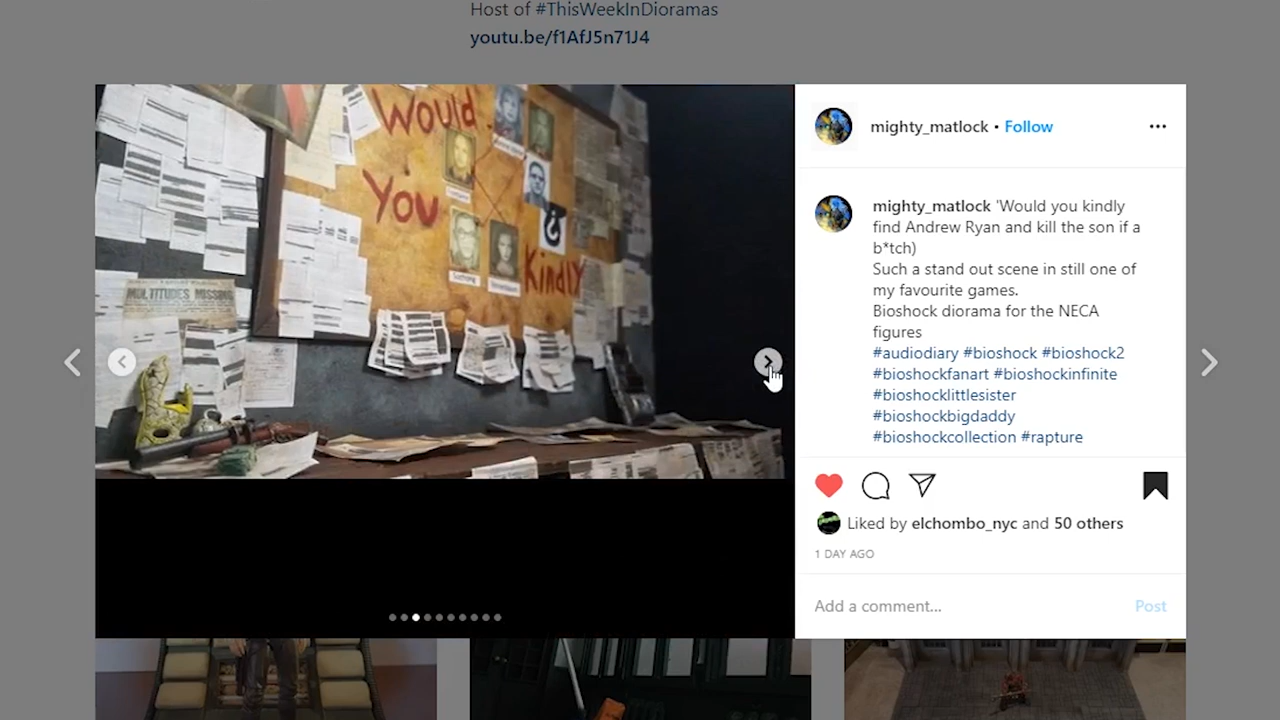 Host of #ThisWeekInDioramas
youtu.be/f1AfJ5n71J4
Would
You
Kindly
MULTITUDES MISSING
Suchong
mighty_matlock • Follow
mighty_matlock 'Would you kindly
find Andrew Ryan and kill the son if a
b*tch)
Such a stand out scene in still one of
my favourite games.
Bioshock diorama for the NECA
figures
#audiodiary #bioshock #bioshock2
#bioshockfanart #bioshockinfinite
#bioshocklittlesister
#bioshockbigdaddy
#bioshockcollection #rapture
Liked by elchombo_nyc and 50 others
1 DAY AGO
Add a comment...
Post